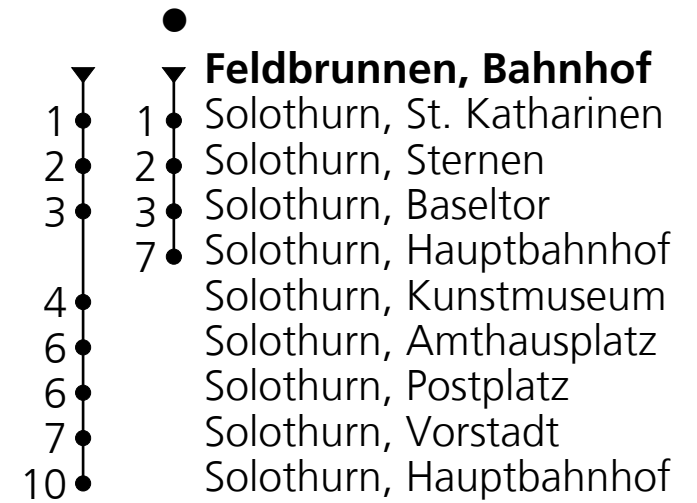 Feldbrunnen, Bahnhof
1 1 Solothurn, St. Katharinen
2 2 Solothurn, Sternen
3 3 Solothurn, Baseltor
7 Solothurn, Hauptbahnhof
4 Solothurn, Kunstmuseum
6 Solothurn, Amthausplatz
6 Solothurn, Postplatz
7 Solothurn, Vorstadt
10 Solothurn, Hauptbahnhof